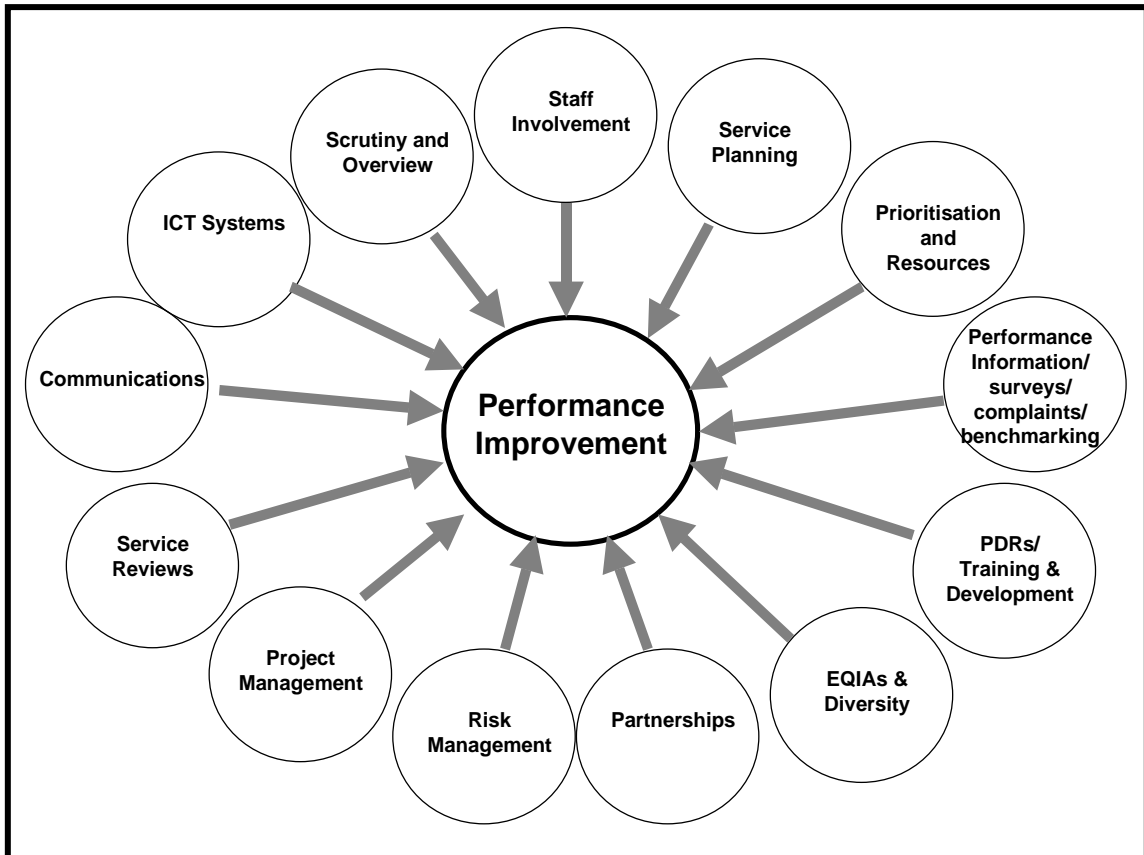 Staff
Involvement
Service
Planning
Prioritisation
and
Resources
Performance
Information/
surveys/
complaints/
benchmarking
PDRs/
Training &
Development
EQIAs &
Diversity
Partnerships
Risk
Management
Project
Management
Service
Reviews
Communications
ICT Systems
Scrutiny and
Overview
Performance
Improvement